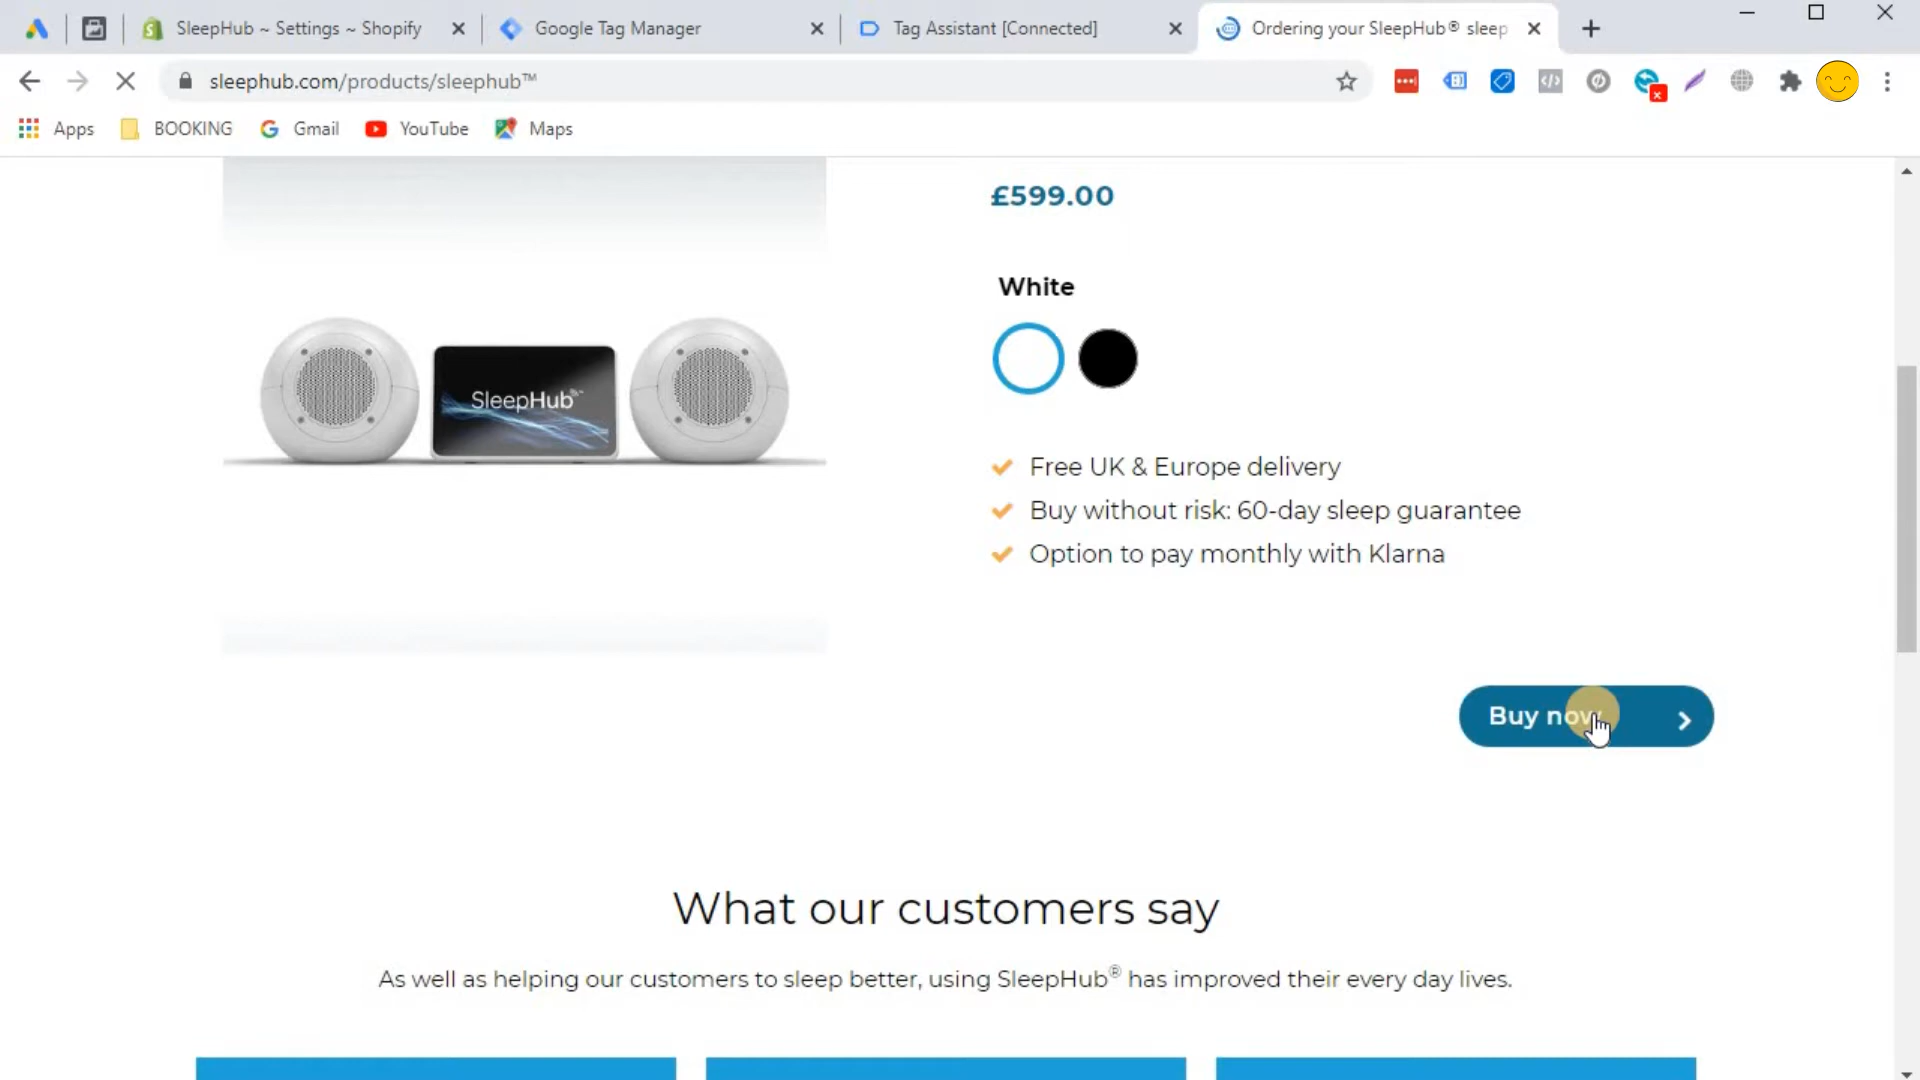 SleepHub ~ Settings ~ Shopify
Google Tag Manager
Tag Assistant [Connected]
Ordering your SleepHub® sleep
sleephub.com/products/sleephub™
Apps
BOOKING
Gmail
YouTube
Maps
£599.00
White
SleepHub™
Free UK & Europe delivery
Buy without risk: 60-day sleep guarantee
Option to pay monthly with Klarna
Buy now
What our customers say
As well as helping our customers to sleep better, using SleepHub® has improved their every day lives.